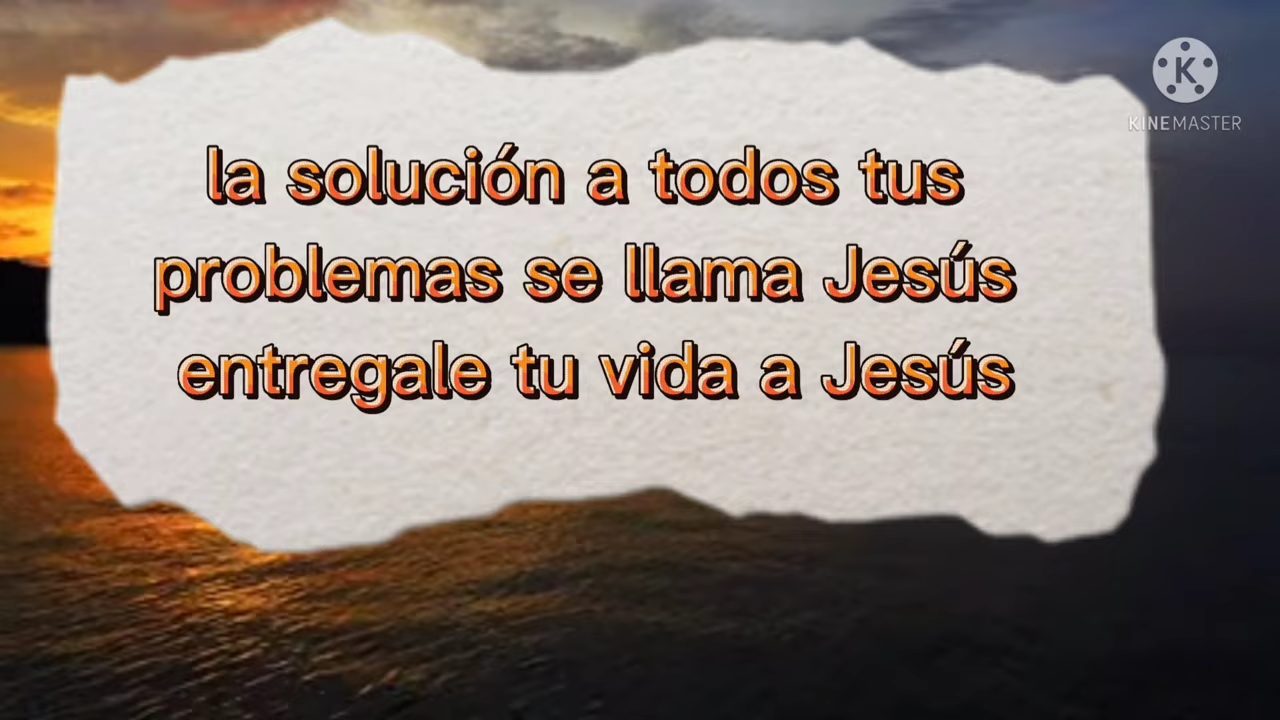 la solución a todos tus
problemas se llama Jesús
entregale tu vida a Jesús
K
KINEMASTER